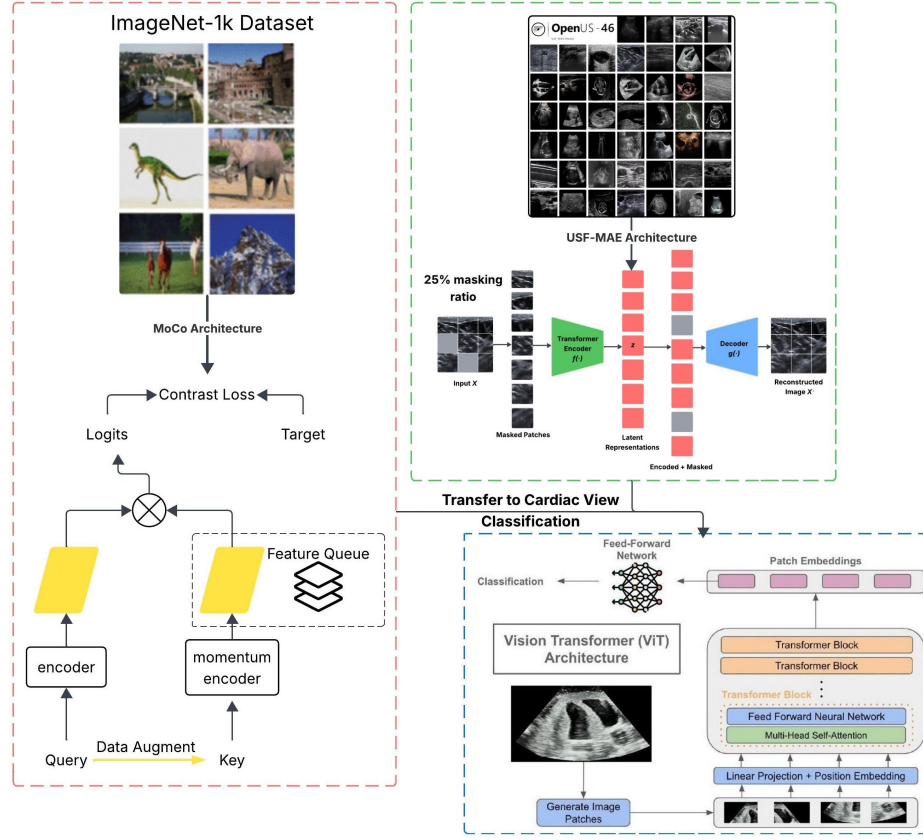 ImageNet-1k Dataset
MoCo Architecture
Contrast Loss
Logits
Target
Feature Queue
encoder
momentum
encoder
Query
Data Augment
Key
OpenUS-46
USF-MAE Architecture
25% masking
ratio
Input X
Masked Patches
Transformer
Encoder
f(·)
z
Latent
Representations
Encoded + Masked
Decoder
g(·)
Reconstructed
Image X'
Transfer to Cardiac View
Classification
Feed-Forward
Network
Classification
Patch Embeddings
Vision Transformer (ViT)
Architecture
Transformer Block
Transformer Block
Transformer Block
Feed Forward Neural Network
Multi-Head Self-Attention
Linear Projection + Position Embedding
Generate Image
Patches